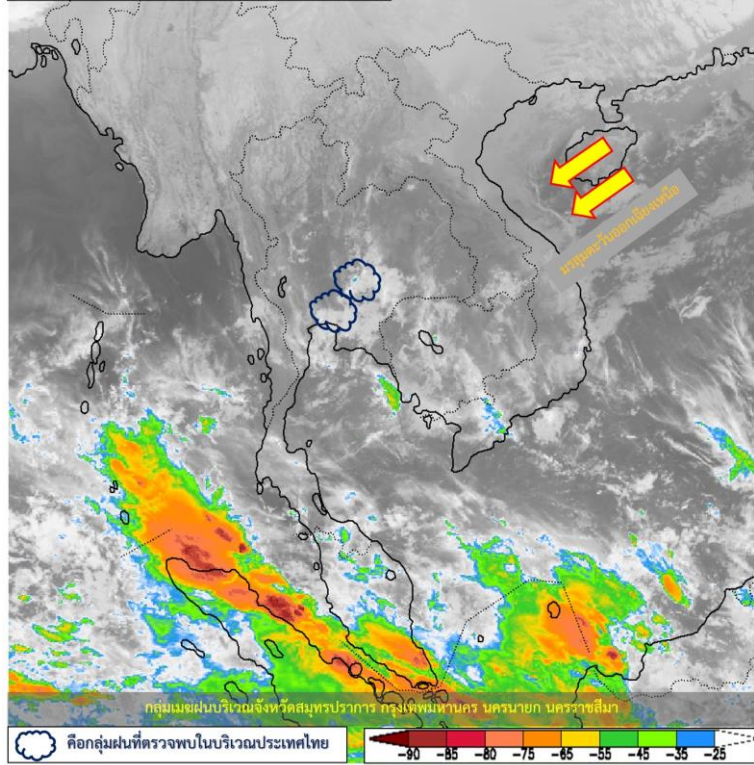 มรสุมตะวันออกเฉียงเหนือ
กลุ่มเมฆฝนบริเวณจังหวัดสมุทรปราการ กรุงเทพมหานคร นครนายก นครราชสีมา
คือกลุ่มฝนที่ตรวจพบในบริเวณประเทศไทย
-90 -85 -80 -75 -65 -55 -45 -35 -25